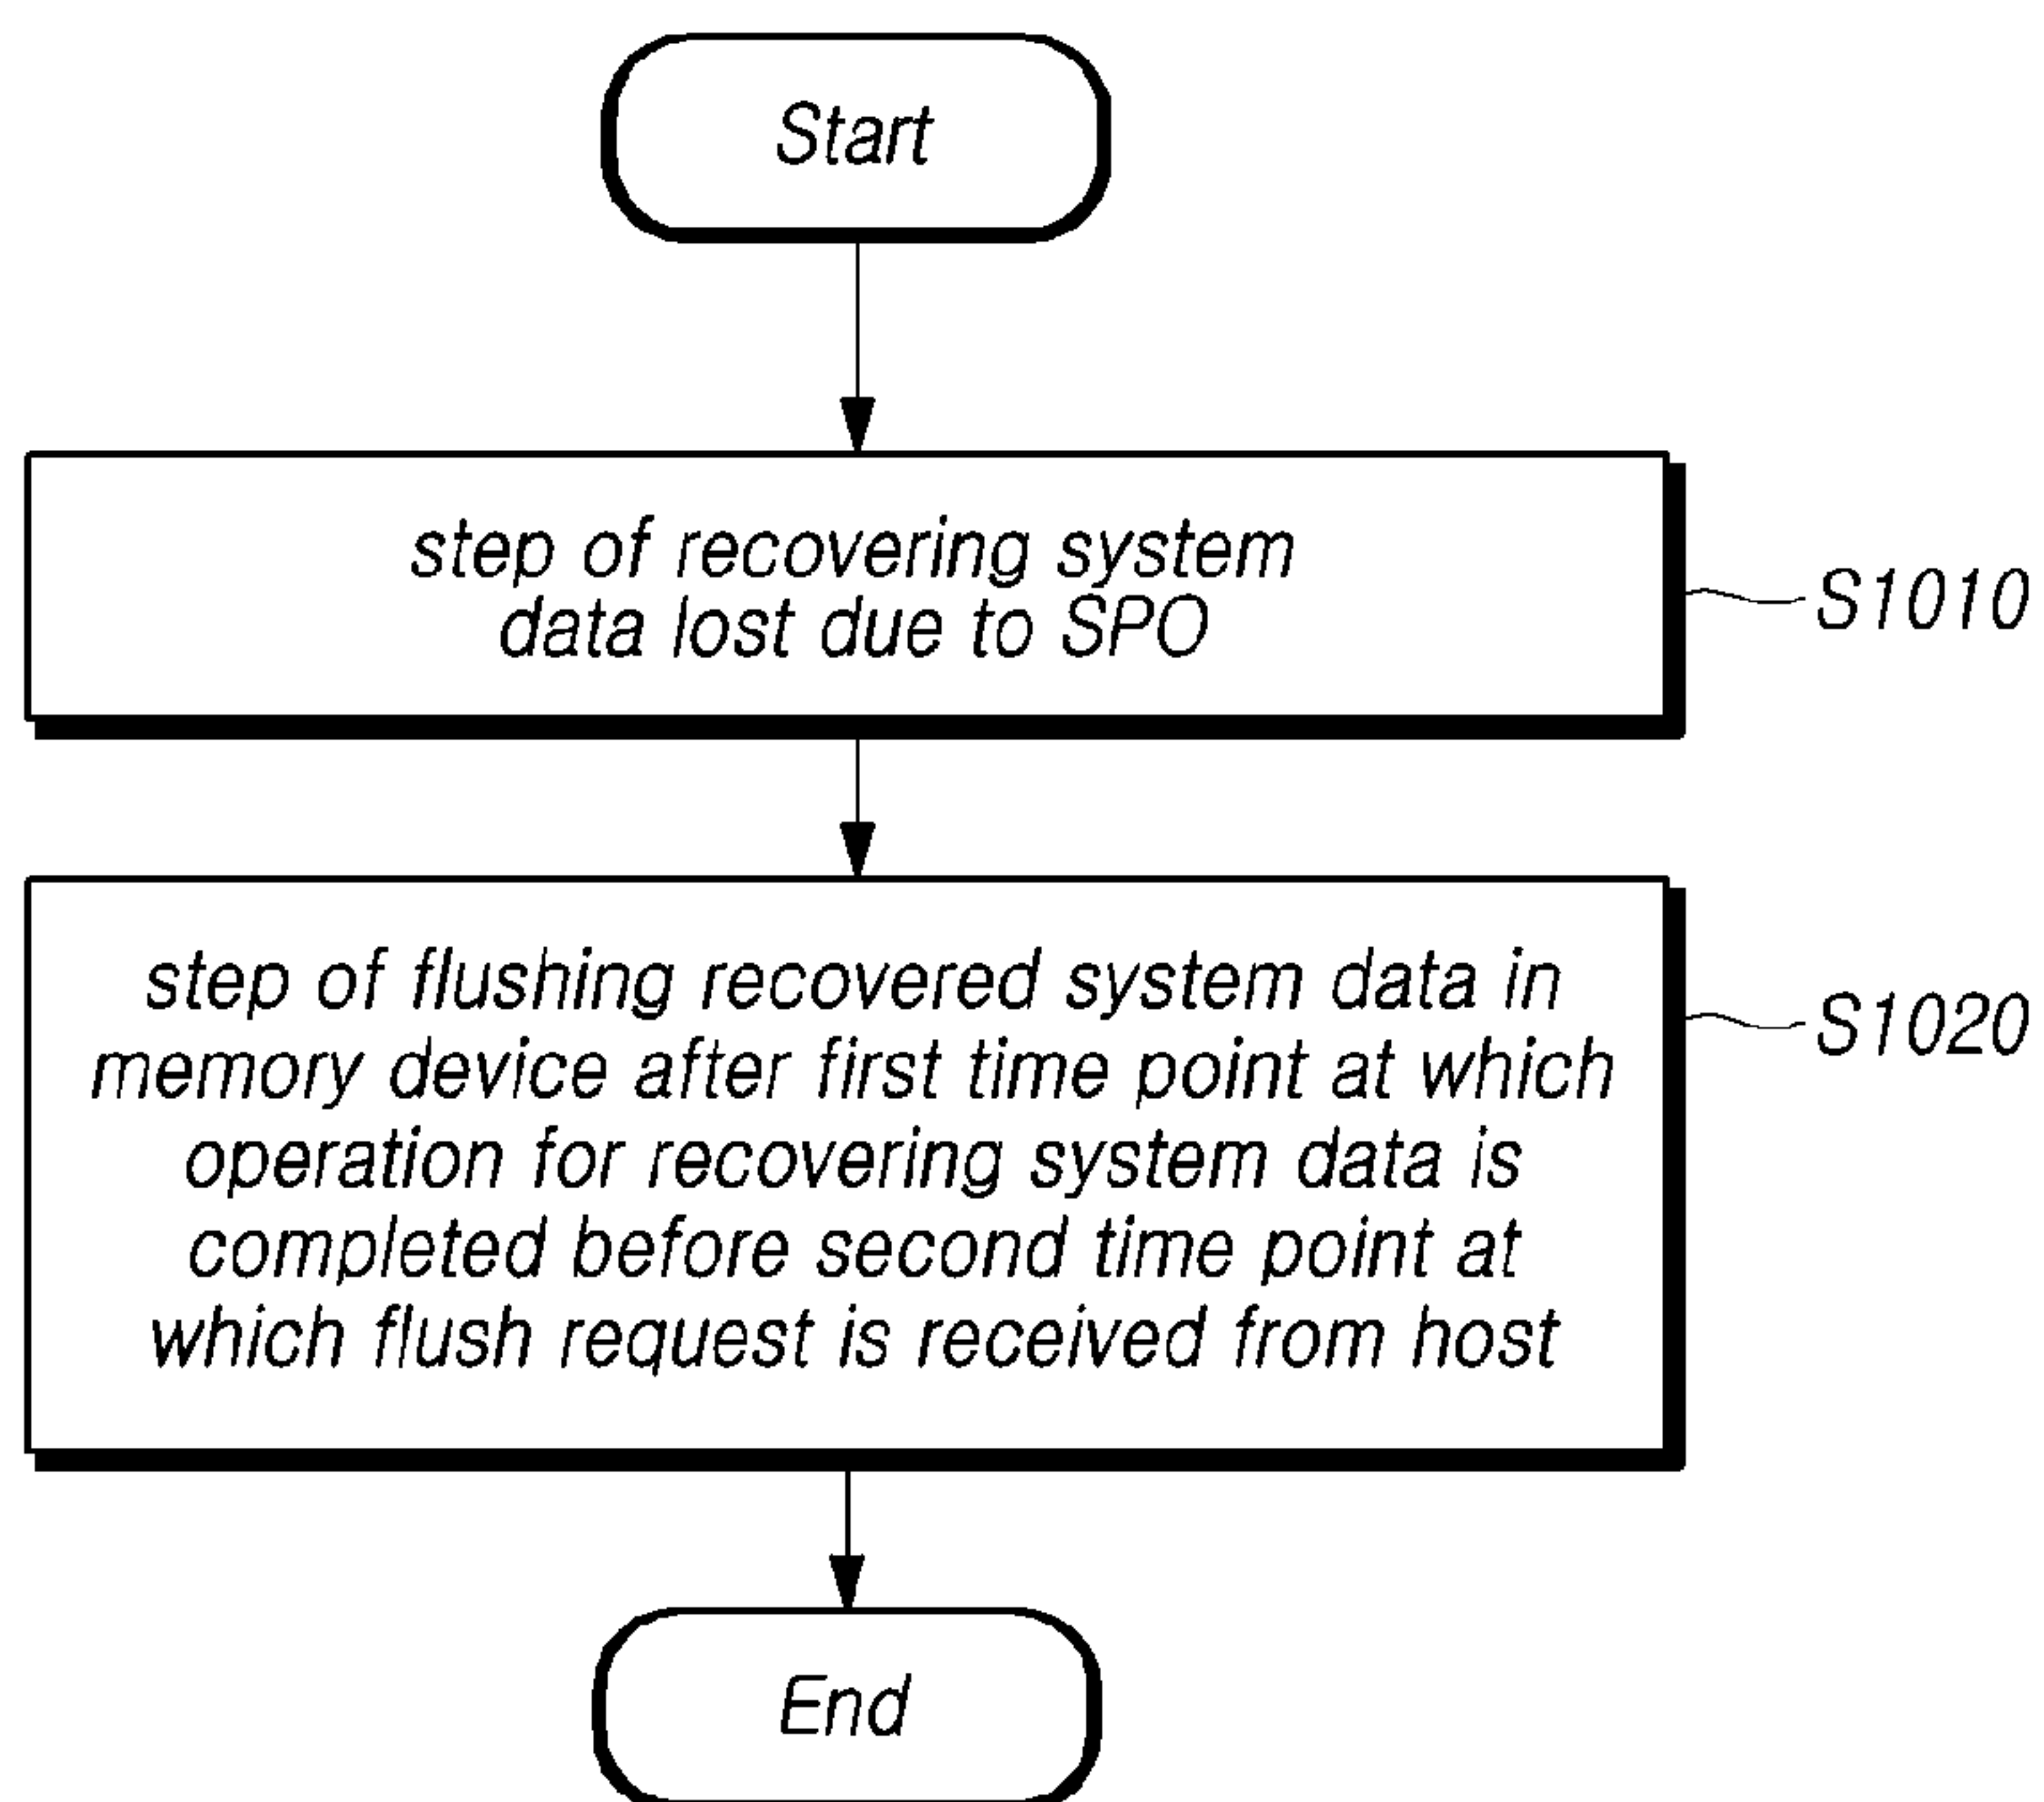 Start
step of recovering system
data lost due to SPO
S1010
step of flushing recovered system data in
memory device after first time point at which
operation for recovering system data is
completed before second time point at
which flush request is received from host
S1020
End